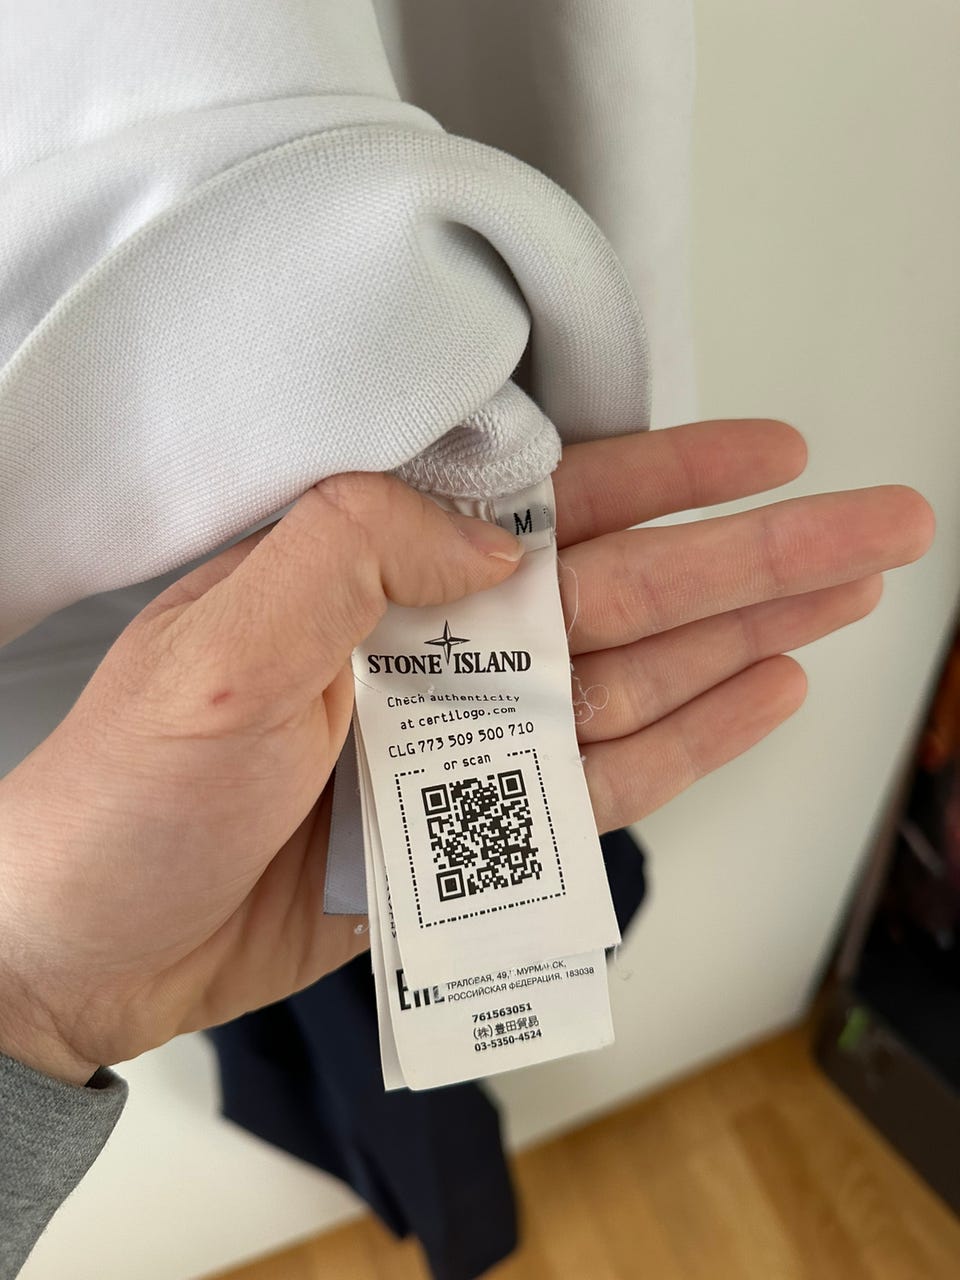 M
STONE ISLAND
Chech authenticity
at certilogo.com
CLG 773 509 500 710
or scan
ТРАЛОВАЯ, 49, Г.МУРМАНСК,
РОССИЙСКАЯ ФЕДЕРАЦИЯ, 183038
761563051
(株)豊田貿易
03-5350-4524